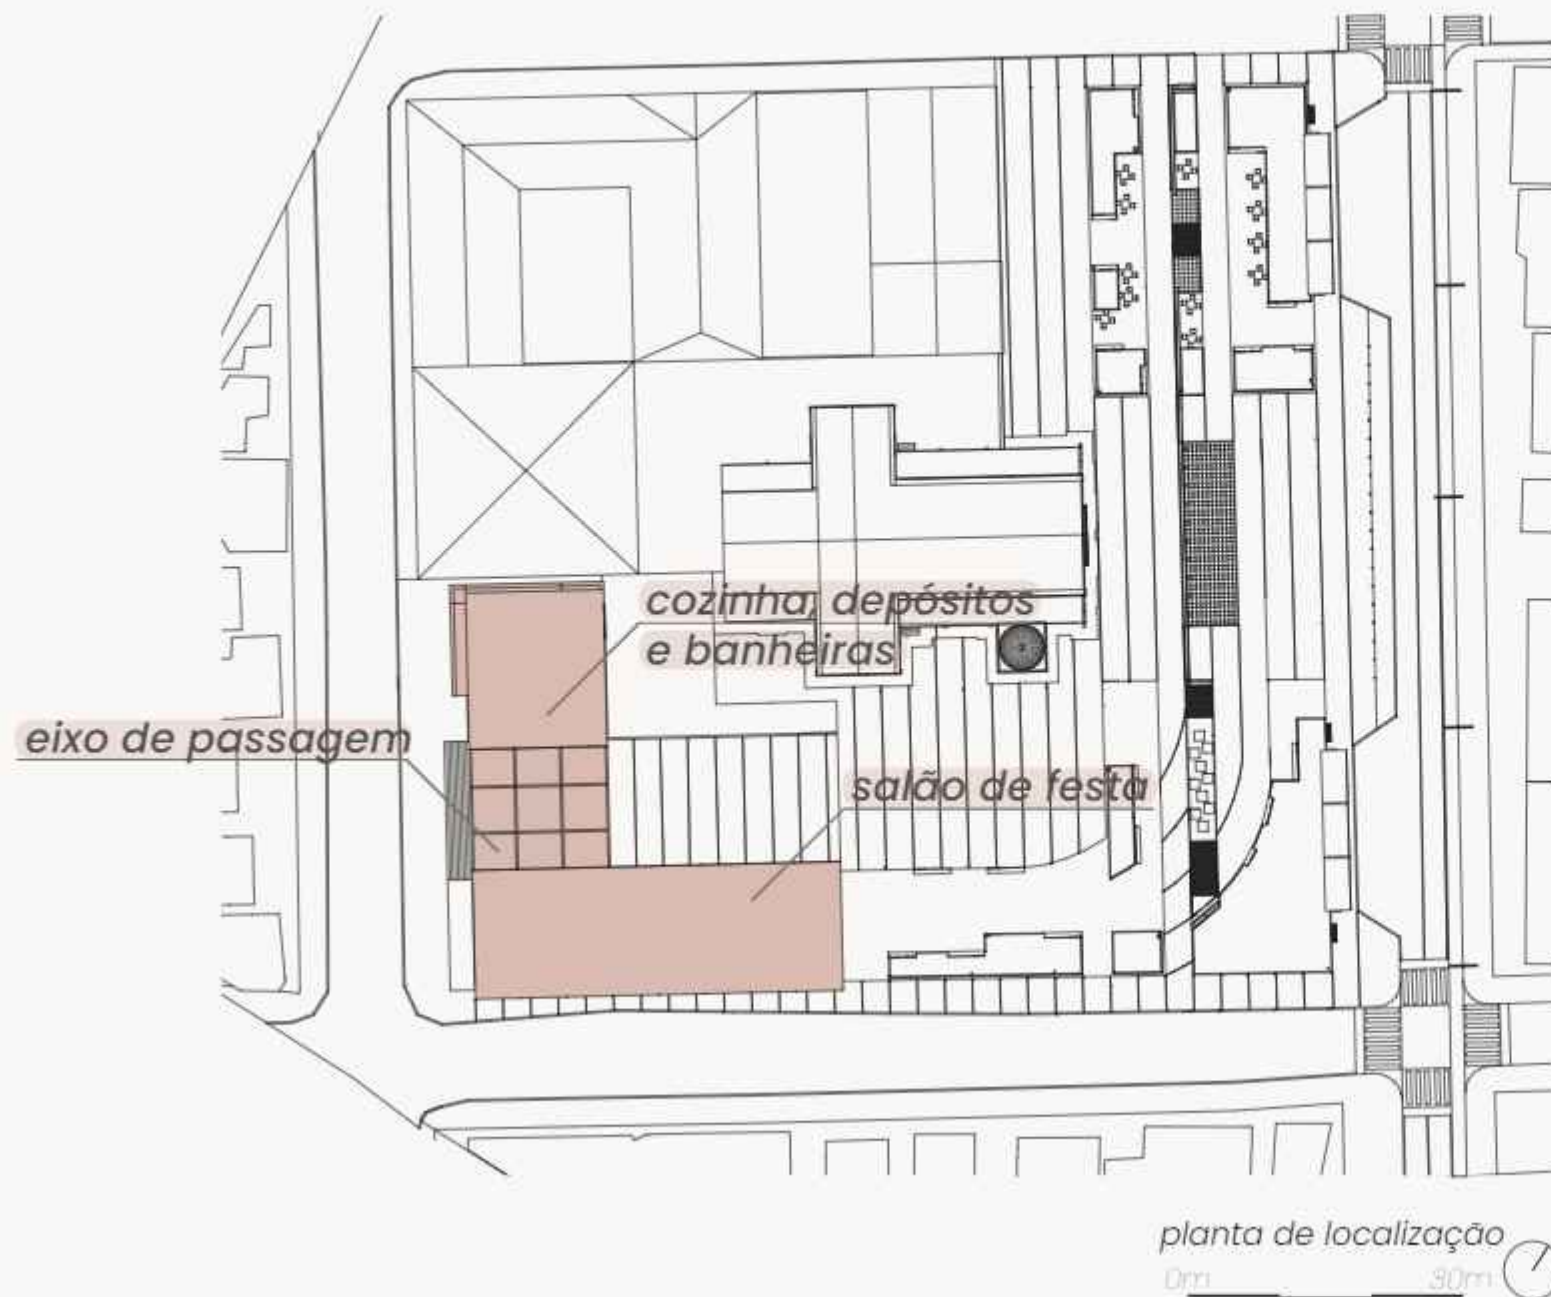 cozinha, depósitos
e banheiras
eixo de passagem
salão de festa
planta de localização
0m 30m